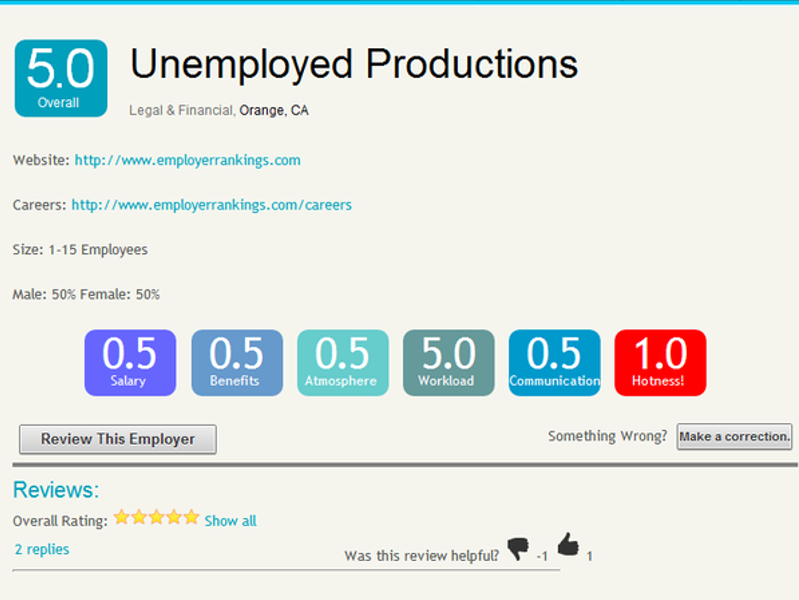 5.0
Overall
Unemployed Productions
Legal & Financial, Orange, CA
Website: http://www.employerrankings.com
Careers: http://www.employerrankings.com/careers
Size: 1-15 Employees
Male: 50% Female: 50%
0.5 0.5 0.5 5.0 0.5 1.0
Salary Benefits Atmosphere Workload Communication Hotness!
Review This Employer Something Wrong? Make a correction.
Reviews:
Overall Rating: Show all
2 replies Was this review helpful? -1 1